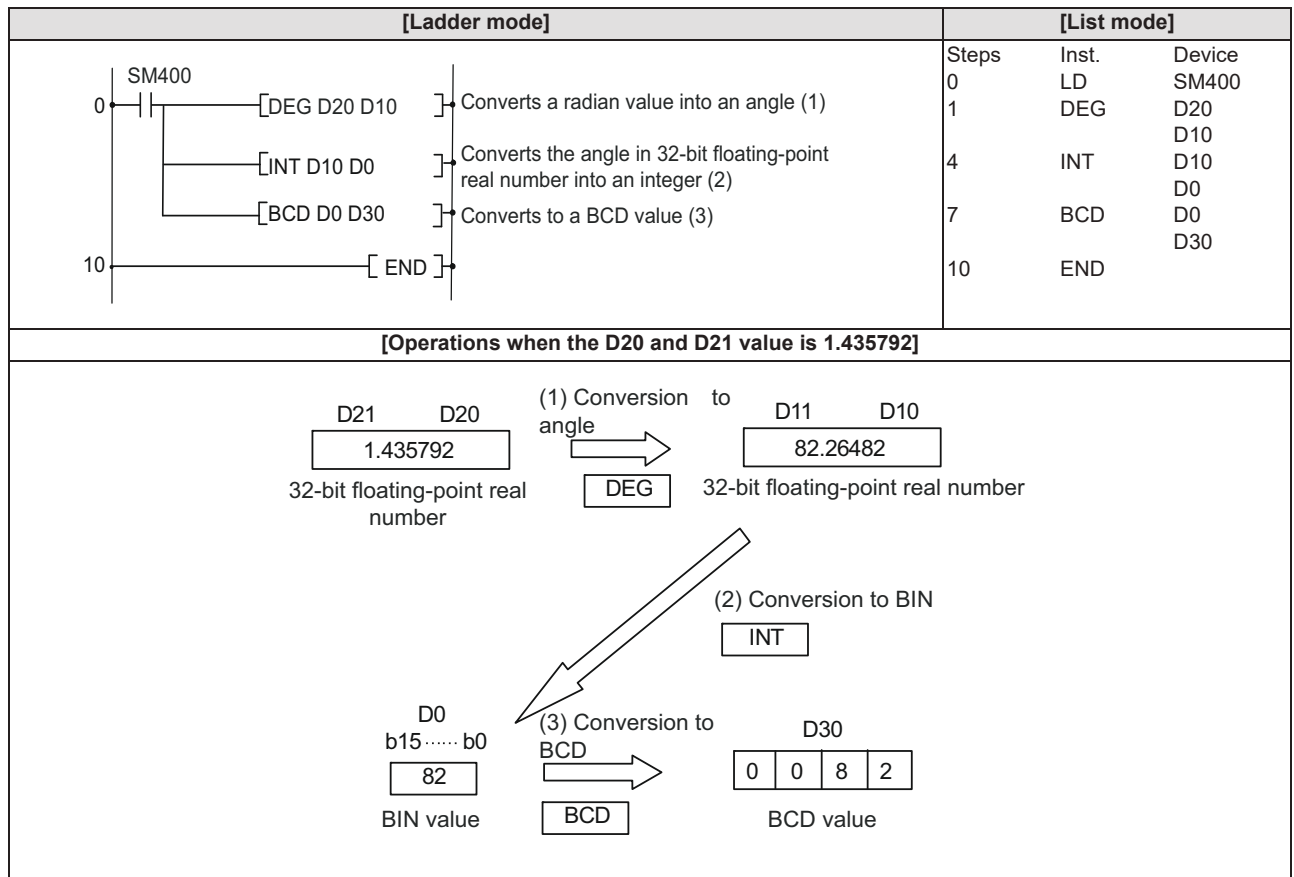 [Ladder mode]
[List mode]
SM400
0
[DEG D20 D10 ]
Converts a radian value into an angle (1)
[INT D10 D0 ]
Converts the angle in 32-bit floating-point
real number into an integer (2)
[BCD D0 D30 ]
Converts to a BCD value (3)
10
[ END ]
Steps Inst. Device
0 LD SM400
1 DEG D20
D10
4 INT D10
D0
7 BCD D0
D30
10 END
[Operations when the D20 and D21 value is 1.435792]
D21 D20
1.435792
32-bit floating-point real
number
(1) Conversion to
angle
DEG
D11 D10
82.26482
32-bit floating-point real number
(2) Conversion to BIN
INT
D0
b15 ······ b0
82
BIN value
(3) Conversion to
BCD
BCD
D30
0 0 8 2
BCD value